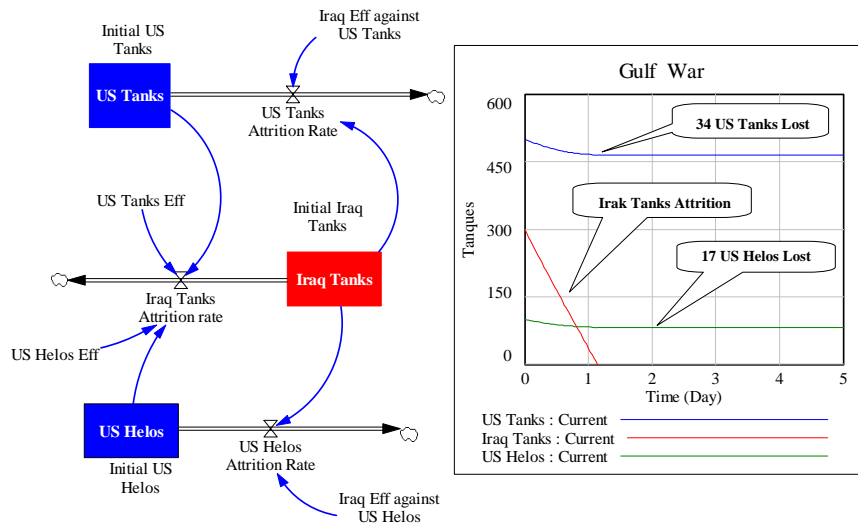 Initial US
Tanks
US Tanks
Iraq Eff against
US Tanks
US Tanks
Attrition Rate
US Tanks Eff
Initial Iraq
Tanks
Iraq Tanks
Iraq Tanks
Attrition rate
US Helos Eff
US Helos
Initial US
Helos
US Helos
Attrition Rate
Iraq Eff against
US Helos
Gulf War
600
450
300
150
0
Tanques
34 US Tanks Lost
Irak Tanks Attrition
17 US Helos Lost
0 1 2 3 4 5
Time (Day)
US Tanks : Current
Iraq Tanks : Current
US Helos : Current